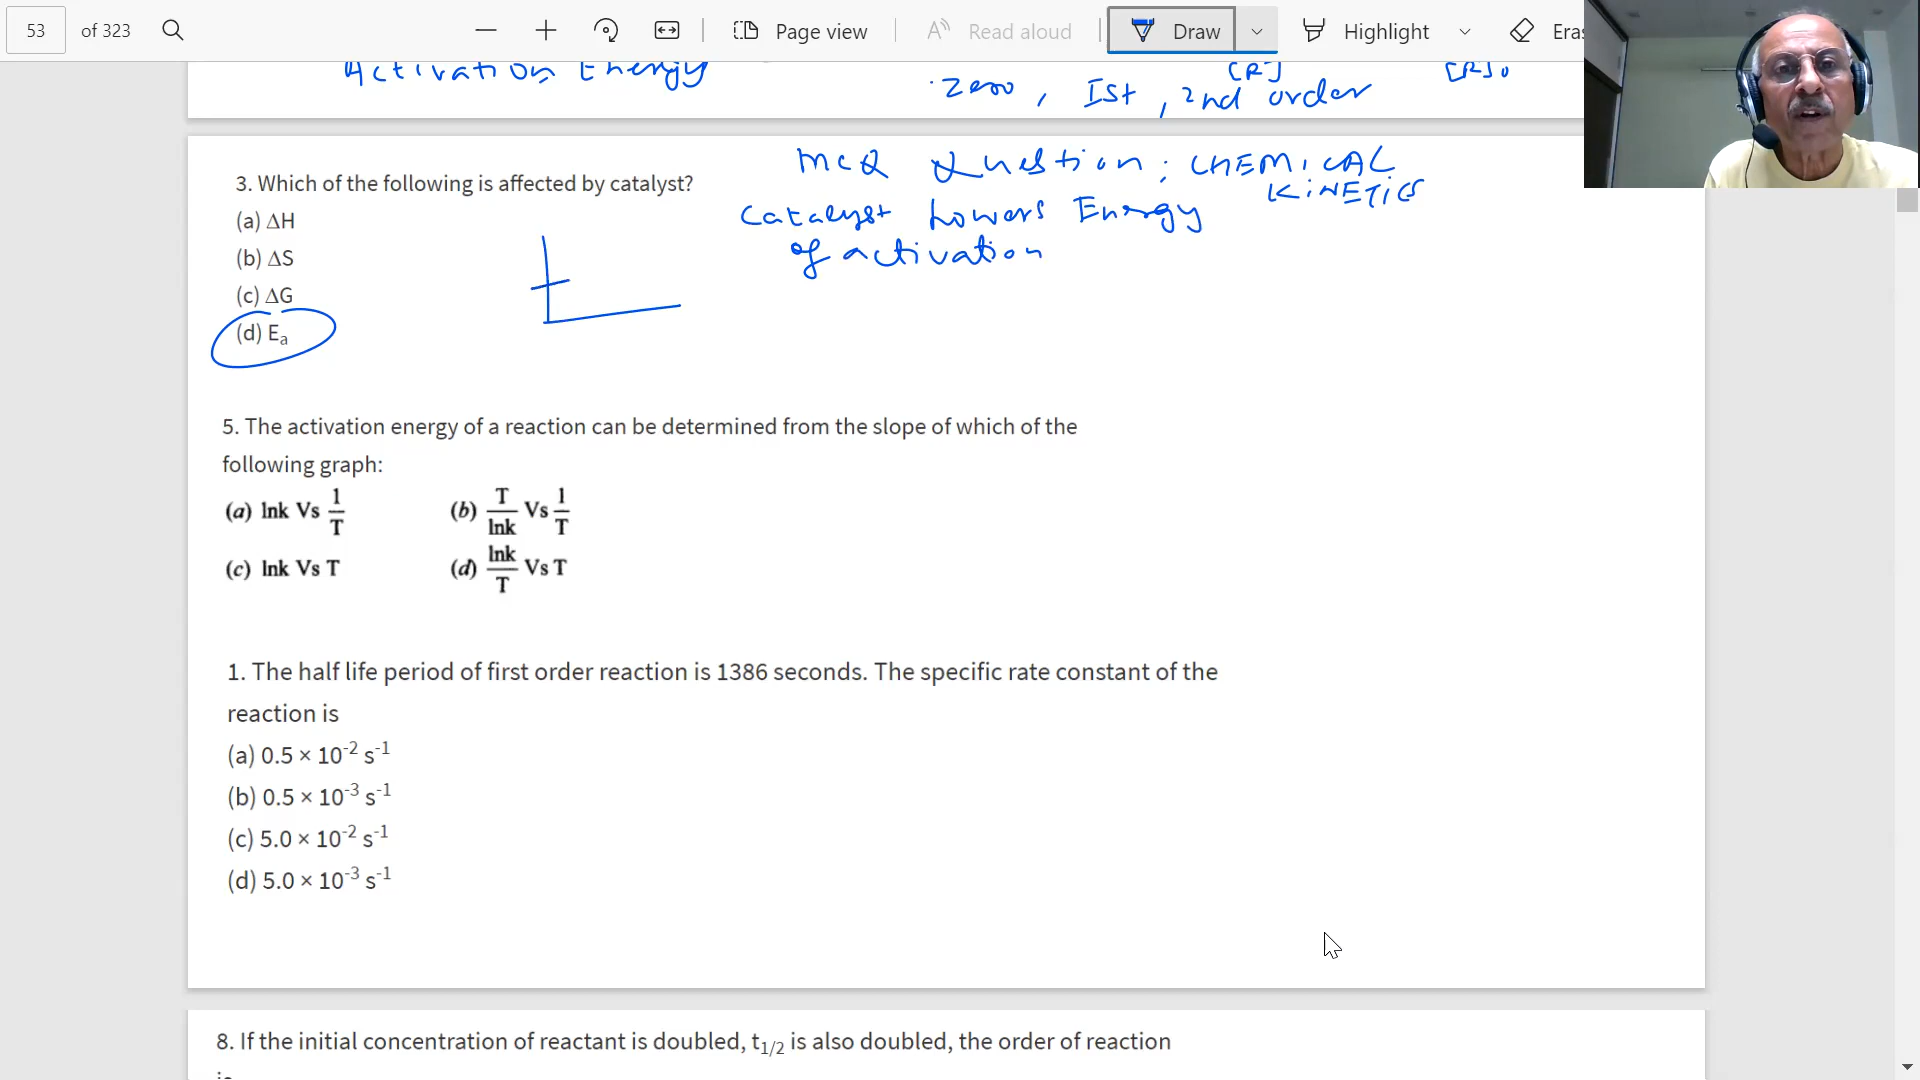 53 of 323 Page view Read aloud Draw Highlight Eras
Activation Energy
[R] [R]0
Zero, Ist, 2nd order
MCQ Question : CHEMICAL KINETICS
3. Which of the following is affected by catalyst?
Catalyst Lowers Energy of activation
(a) ΔH
(b) ΔS
(c) ΔG
(d) Eₐ
5. The activation energy of a reaction can be determined from the slope of which of the
following graph:
(a) lnk Vs 1/T (b) T/lnk Vs 1/T
(c) lnk Vs T (d) lnk/T Vs T
1. The half life period of first order reaction is 1386 seconds. The specific rate constant of the
reaction is
(a) 0.5 × 10⁻² s⁻¹
(b) 0.5 × 10⁻³ s⁻¹
(c) 5.0 × 10⁻² s⁻¹
(d) 5.0 × 10⁻³ s⁻¹
8. If the initial concentration of reactant is doubled, t₁/₂ is also doubled, the order of reaction